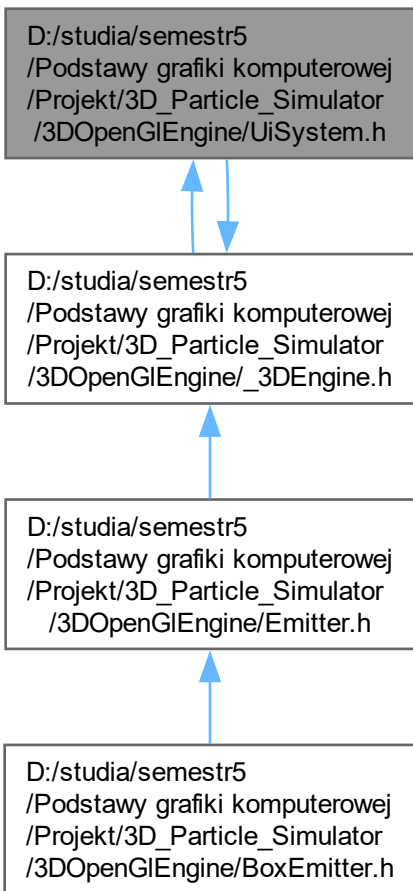 D:/studia/semestr5
/Podstawy grafiki komputerowej
/Projekt/3D_Particle_Simulator
/3DOpenGlEngine/UiSystem.h
D:/studia/semestr5
/Podstawy grafiki komputerowej
/Projekt/3D_Particle_Simulator
/3DOpenGlEngine/_3DEngine.h
D:/studia/semestr5
/Podstawy grafiki komputerowej
/Projekt/3D_Particle_Simulator
/3DOpenGlEngine/Emitter.h
D:/studia/semestr5
/Podstawy grafiki komputerowej
/Projekt/3D_Particle_Simulator
/3DOpenGlEngine/BoxEmitter.h